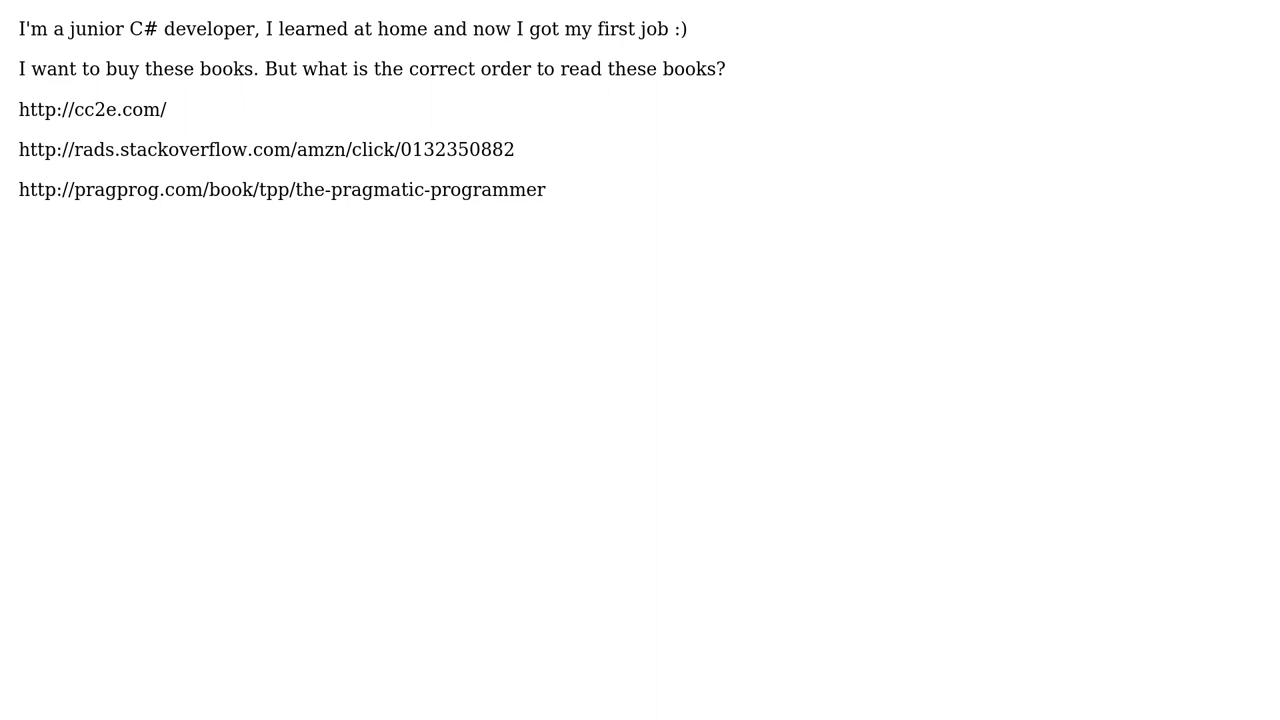 I'm a junior C# developer, I learned at home and now I got my first job :)
I want to buy these books. But what is the correct order to read these books?
http://cc2e.com/
http://rads.stackoverflow.com/amzn/click/0132350882
http://pragprog.com/book/tpp/the-pragmatic-programmer